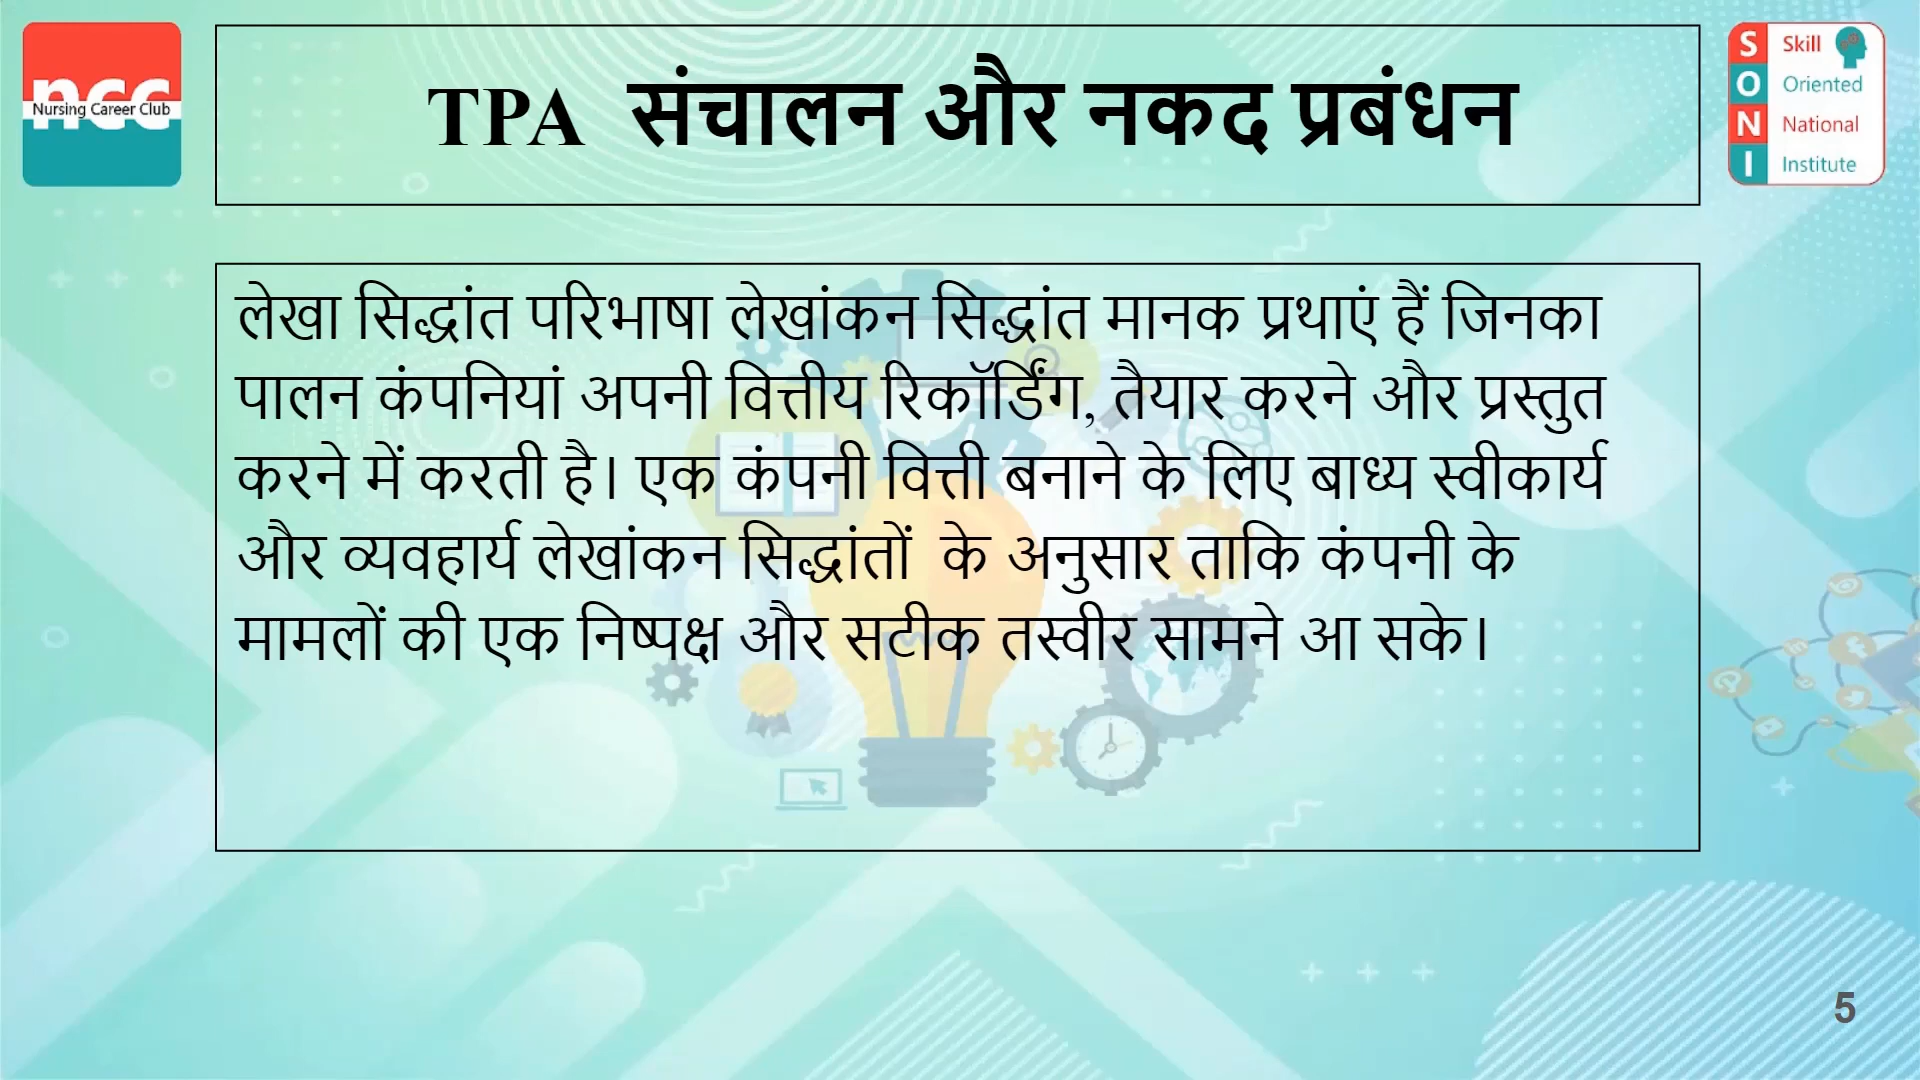 ncc
Nursing Career Club
TPA संचालन और नकद प्रबंधन
S Skill
O Oriented
N National
I Institute
लेखा सिद्धांत परिभाषा लेखांकन सिद्धांत मानक प्रथाएं हैं जिनका
पालन कंपनियां अपनी वित्तीय रिकॉर्डिंग, तैयार करने और प्रस्तुत
करने में करती है। एक कंपनी वित्ती बनाने के लिए बाध्य स्वीकार्य
और व्यवहार्य लेखांकन सिद्धांतों के अनुसार ताकि कंपनी के
मामलों की एक निष्पक्ष और सटीक तस्वीर सामने आ सके।
5